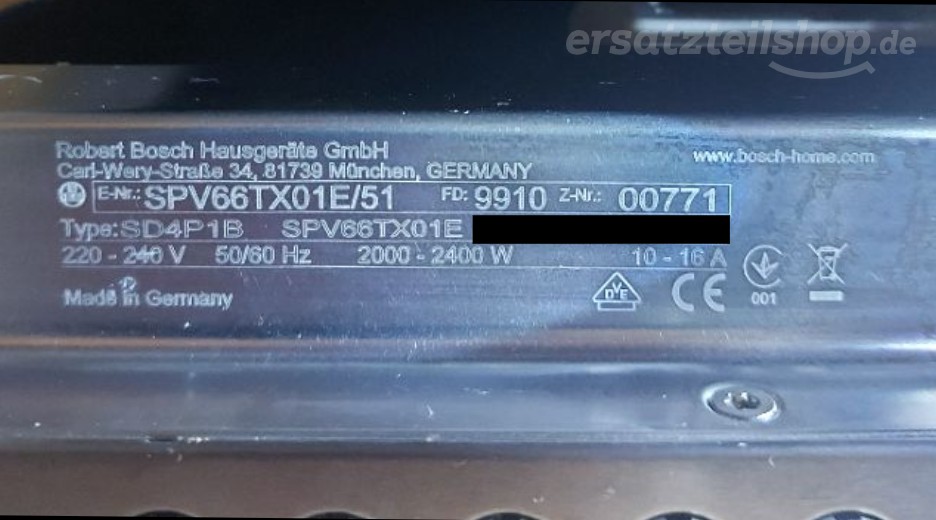 ersatzteilshop.de
Robert Bosch Hausgeräte GmbH
www.bosch-home.com
Carl-Wery-Straße 34, 81739 München, GERMANY
E-Nr.: SPV66TX01E/51 FD: 9910 Z-Nr.: 00771
Type: SD4P1B SPV66TX01E
220 - 240 V 50/60 Hz 2000 - 2400 W 10 - 16 A
Made in Germany
DVE CE 001